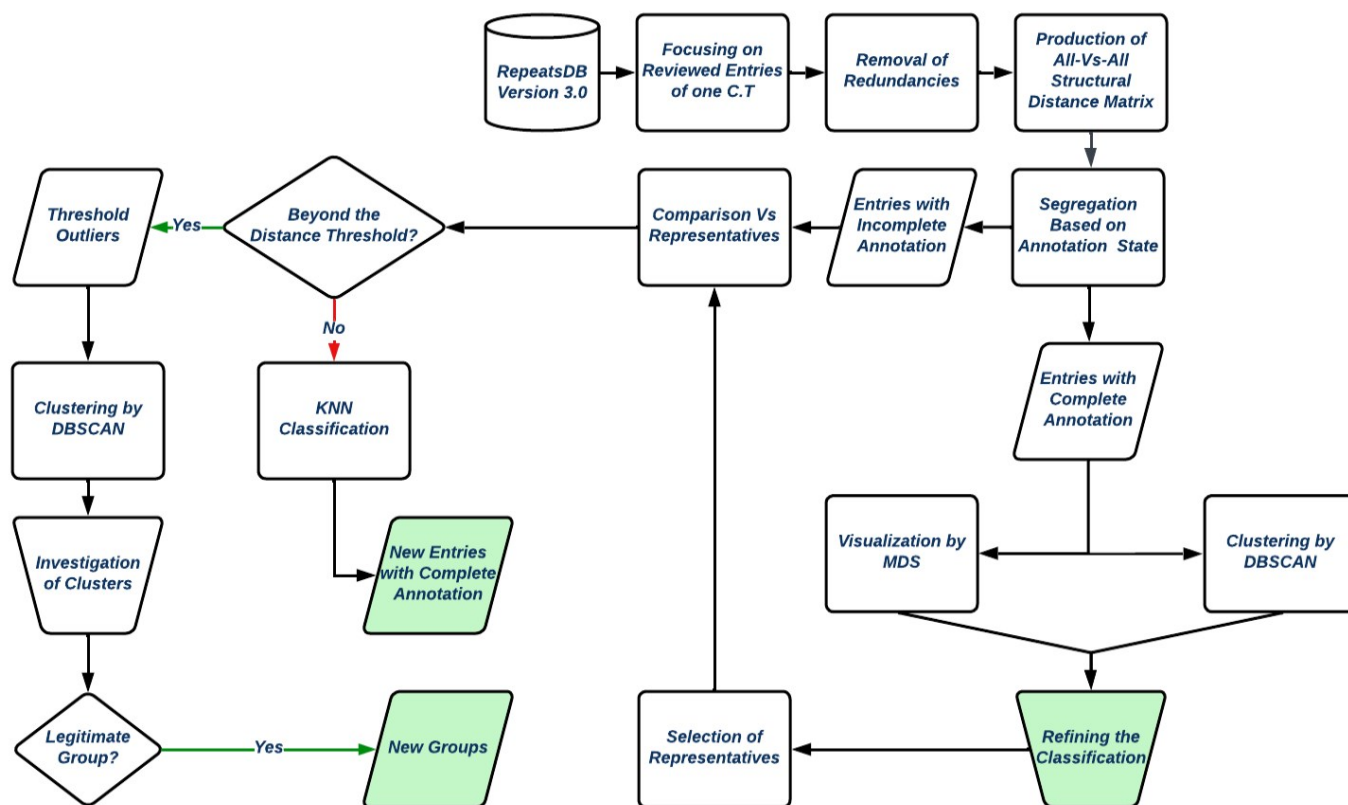 RepeatsDB
Version 3.0
Focusing on
Reviewed Entries
of one C.T
Removal of
Redundancies
Production of
All-Vs-All
Structural
Distance Matrix
Threshold
Outliers
Yes
Beyond the
Distance Threshold?
Comparison Vs
Representatives
Entries with
Incomplete
Annotation
Segregation
Based on
Annotation State
No
Clustering by
DBSCAN
KNN
Classification
Entries with
Complete
Annotation
Investigation
of Clusters
New Entries
with Complete
Annotation
Visualization by
MDS
Clustering by
DBSCAN
Legitimate
Group?
Yes
New Groups
Selection of
Representatives
Refining the
Classification